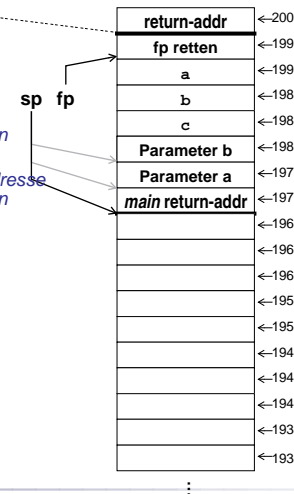 return-addr ←200
fp retten ←199
a ←199
sp fp b ←198
n c ←198
Parameter b ←198
resse Parameter a ←197
n main return-addr ←197
←196
←196
←196
←195
←195
←194
←194
←194
←193
←193